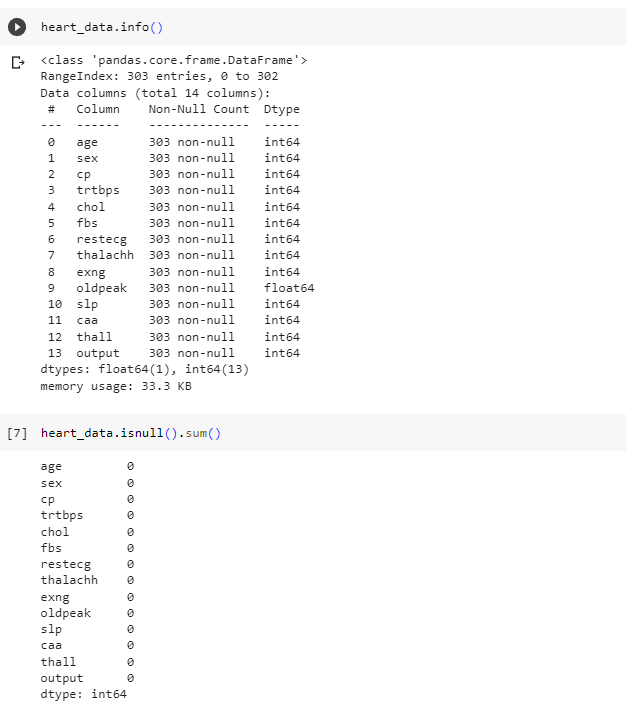 heart_data.info()
<class 'pandas.core.frame.DataFrame'>
RangeIndex: 303 entries, 0 to 302
Data columns (total 14 columns):
 #   Column    Non-Null Count  Dtype
---  ------    --------------  -----
 0   age       303 non-null    int64
 1   sex       303 non-null    int64
 2   cp        303 non-null    int64
 3   trtbps    303 non-null    int64
 4   chol      303 non-null    int64
 5   fbs       303 non-null    int64
 6   restecg   303 non-null    int64
 7   thalachh  303 non-null    int64
 8   exng      303 non-null    int64
 9   oldpeak   303 non-null    float64
 10  slp       303 non-null    int64
 11  caa       303 non-null    int64
 12  thall     303 non-null    int64
 13  output    303 non-null    int64
dtypes: float64(1), int64(13)
memory usage: 33.3 KB
[7] heart_data.isnull().sum()
age         0
sex         0
cp          0
trtbps      0
chol        0
fbs         0
restecg     0
thalachh    0
exng        0
oldpeak     0
slp         0
caa         0
thall       0
output      0
dtype: int64